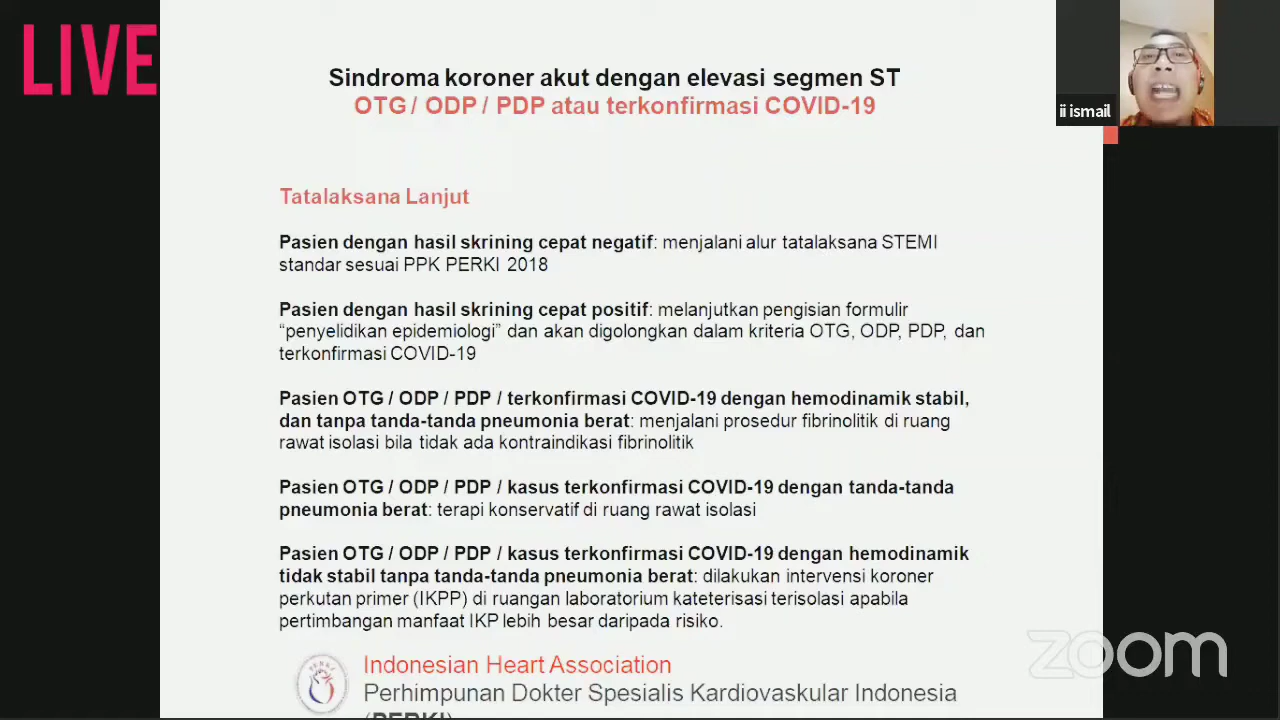 LIVE
Sindroma koroner akut dengan elevasi segmen ST
OTG / ODP / PDP atau terkonfirmasi COVID-19
ii ismail
Tatalaksana Lanjut
Pasien dengan hasil skrining cepat negatif: menjalani alur tatalaksana STEMI
standar sesuai PPK PERKI 2018
Pasien dengan hasil skrining cepat positif: melanjutkan pengisian formulir
“penyelidikan epidemiologi” dan akan digolongkan dalam kriteria OTG, ODP, PDP, dan
terkonfirmasi COVID-19
Pasien OTG / ODP / PDP / terkonfirmasi COVID-19 dengan hemodinamik stabil,
dan tanpa tanda-tanda pneumonia berat: menjalani prosedur fibrinolitik di ruang
rawat isolasi bila tidak ada kontraindikasi fibrinolitik
Pasien OTG / ODP / PDP / kasus terkonfirmasi COVID-19 dengan tanda-tanda
pneumonia berat: terapi konservatif di ruang rawat isolasi
Pasien OTG / ODP / PDP / kasus terkonfirmasi COVID-19 dengan hemodinamik
tidak stabil tanpa tanda-tanda pneumonia berat: dilakukan intervensi koroner
perkutan primer (IKPP) di ruangan laboratorium kateterisasi terisolasi apabila
pertimbangan manfaat IKP lebih besar daripada risiko.
PERKI
Indonesian Heart Association
Perhimpunan Dokter Spesialis Kardiovaskular Indonesia
(PERKI)
zoom